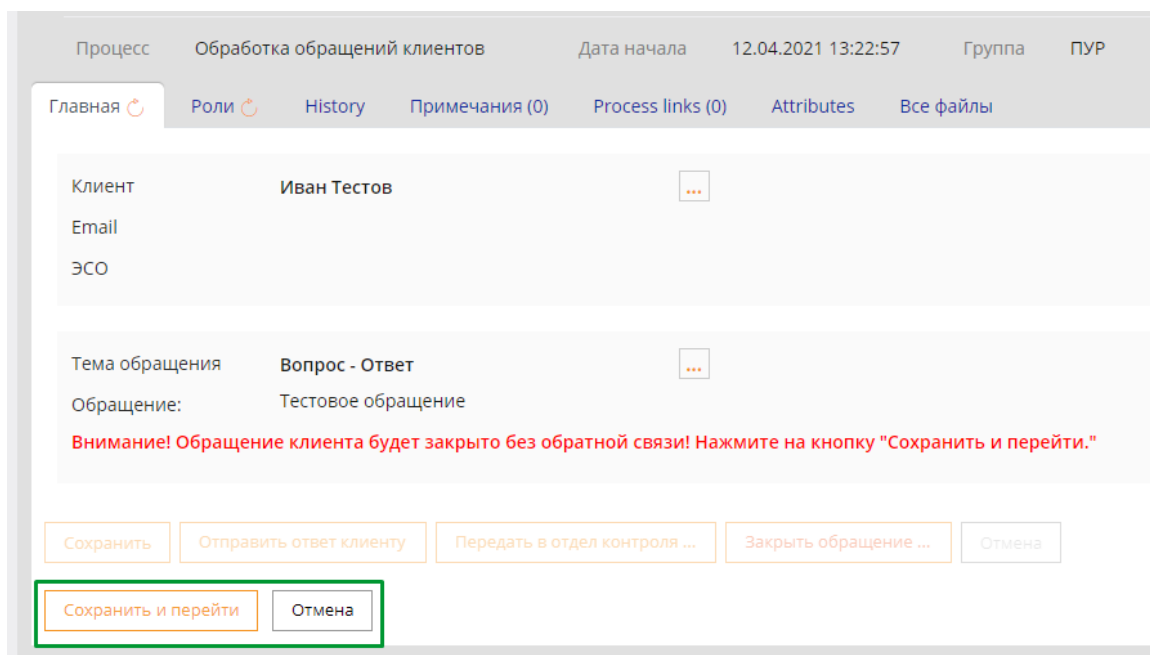 Процесс Обработка обращений клиентов Дата начала 12.04.2021 13:22:57 Группа ПУР
Главная Роли History Примечания (0) Process links (0) Attributes Все файлы
Клиент Иван Тестов ...
Email
ЭСО
Тема обращения Вопрос - Ответ ...
Обращение: Тестовое обращение
Внимание! Обращение клиента будет закрыто без обратной связи! Нажмите на кнопку "Сохранить и перейти."
Сохранить Отправить ответ клиенту Передать в отдел контроля ... Закрыть обращение ... Отмена
Сохранить и перейти Отмена